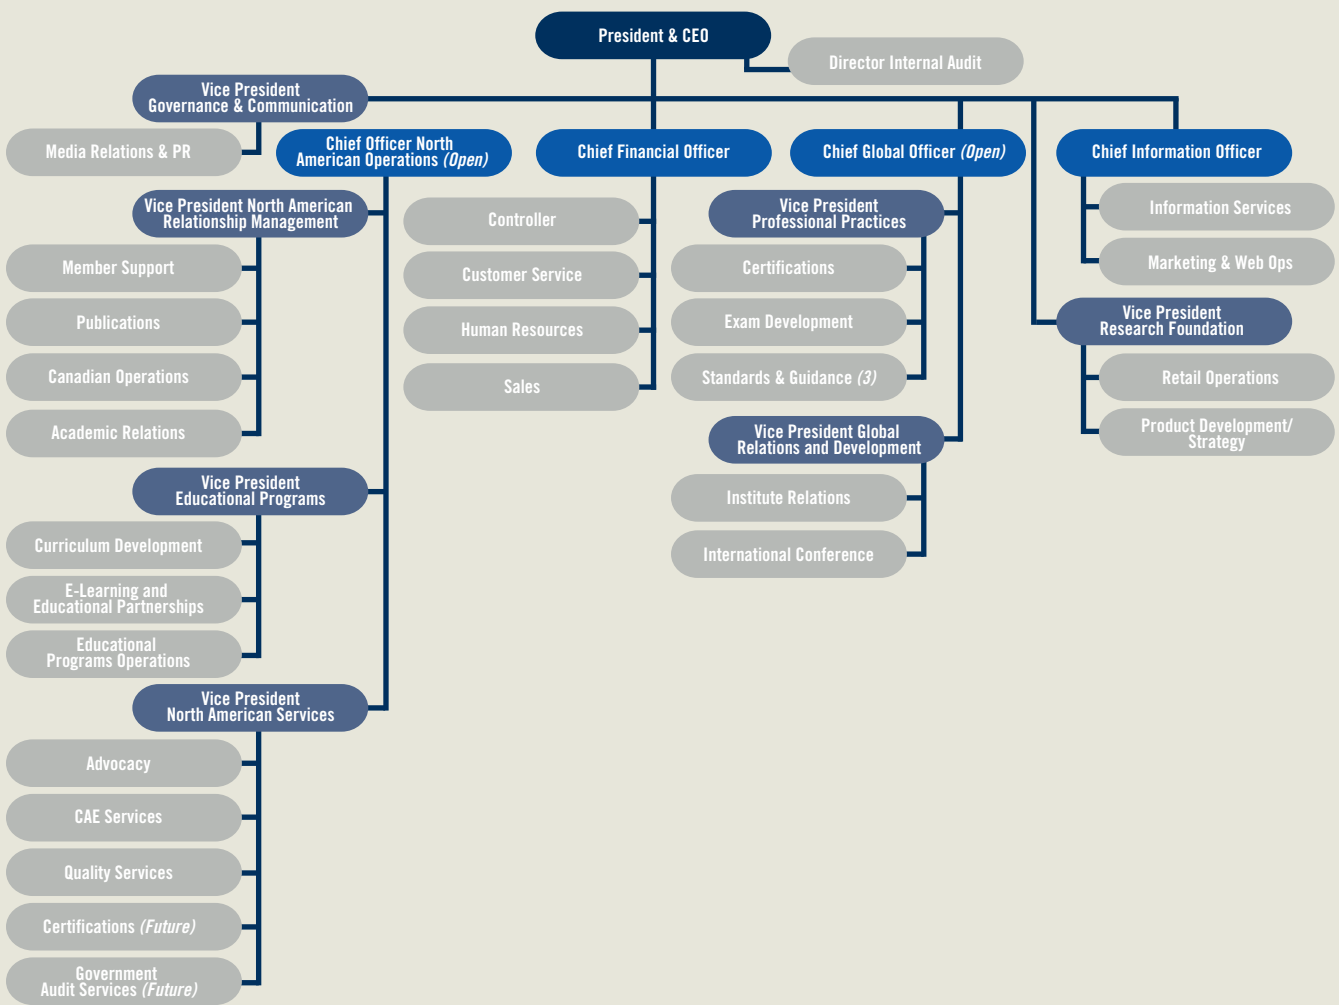 President & CEO
Director Internal Audit
Vice President
Governance & Communication
Media Relations & PR
Chief Officer North
American Operations (Open)
Chief Financial Officer
Chief Global Officer (Open)
Chief Information Officer
Vice President North American
Relationship Management
Member Support
Publications
Canadian Operations
Academic Relations
Vice President
Educational Programs
Curriculum Development
E-Learning and
Educational Partnerships
Educational
Programs Operations
Vice President
North American Services
Advocacy
CAE Services
Quality Services
Certifications (Future)
Government
Audit Services (Future)
Controller
Customer Service
Human Resources
Sales
Vice President
Professional Practices
Certifications
Exam Development
Standards & Guidance (3)
Vice President Global
Relations and Development
Institute Relations
International Conference
Information Services
Marketing & Web Ops
Vice President
Research Foundation
Retail Operations
Product Development/
Strategy